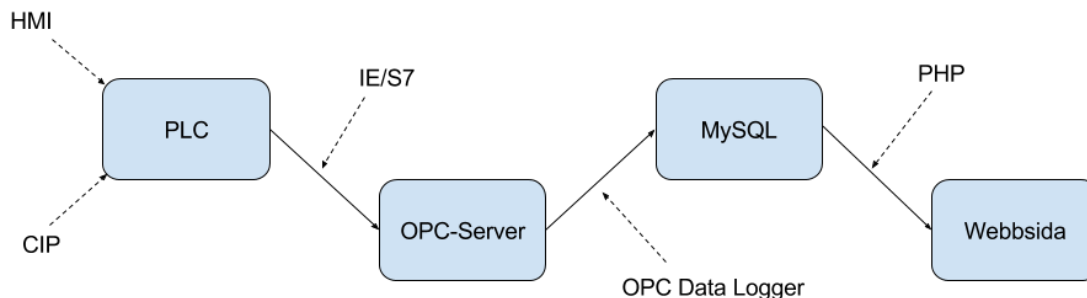 HMI
IE/S7
PHP
PLC
MySQL
OPC-Server
Webbsida
CIP
OPC Data Logger